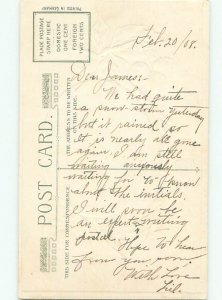 Printed in Germany
PLACE POSTAGE
STAMP HERE
DOMESTIC
ONE CENT
FOREIGN
TWO CENTS
POST CARD.
THE ADDRESS TO BE WRITTEN
ON THIS SIDE.
THIS SIDE FOR CORRESPONDENCE
Feb. 20/08.
Dear James:-
We had quite
a snow-storm yesterday
but it rained so
it is nearly all gone
again. I am still
waiting anxiously
waiting for to
about the initials.
I will soon be
an expert writing
postal. Hope to hear
from you soon.
With Love